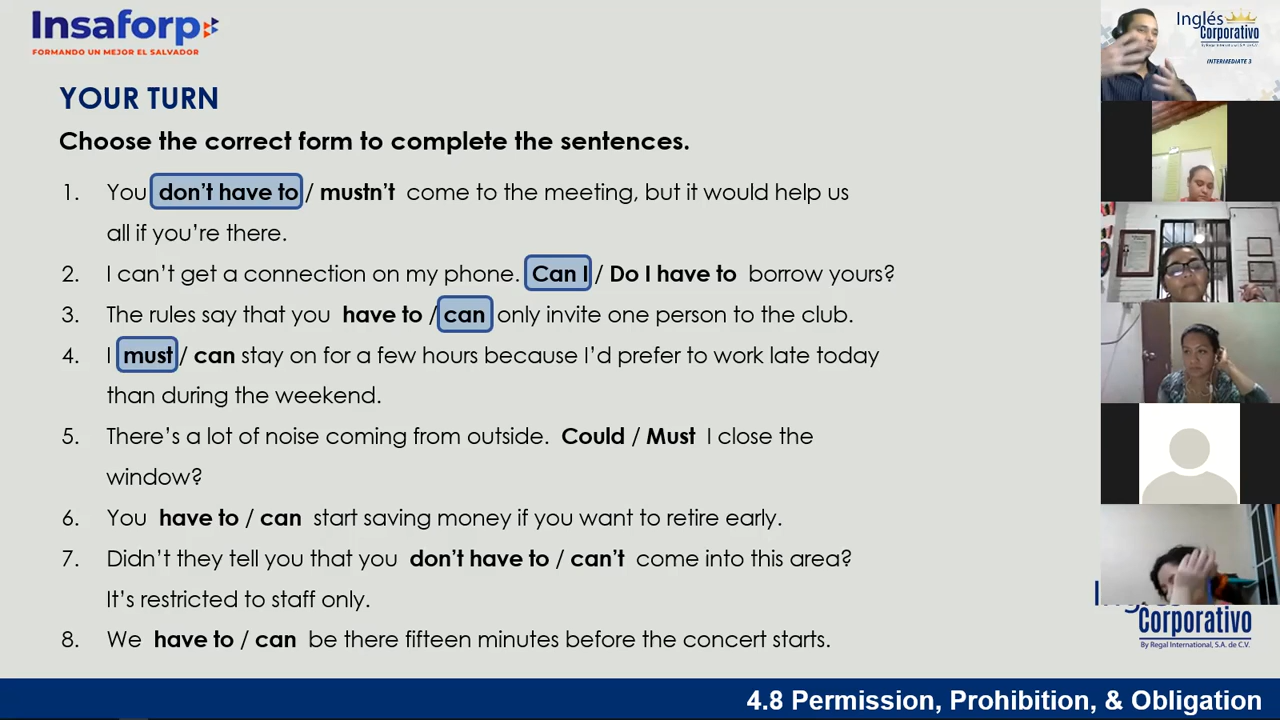 Insaforp
FORMANDO UN MEJOR EL SALVADOR
Inglés
Corporativo
By Regal International, S.A. de C.V.
INTERMEDIATE 3
YOUR TURN
Choose the correct form to complete the sentences.
1. You don't have to / mustn't come to the meeting, but it would help us
all if you're there.
2. I can't get a connection on my phone. Can I / Do I have to borrow yours?
3. The rules say that you have to / can only invite one person to the club.
4. I must / can stay on for a few hours because I'd prefer to work late today
than during the weekend.
5. There's a lot of noise coming from outside. Could / Must I close the
window?
6. You have to / can start saving money if you want to retire early.
7. Didn't they tell you that you don't have to / can't come into this area?
It's restricted to staff only.
8. We have to / can be there fifteen minutes before the concert starts.
Corporativo
By Regal International, S.A. de C.V.
4.8 Permission, Prohibition, & Obligation